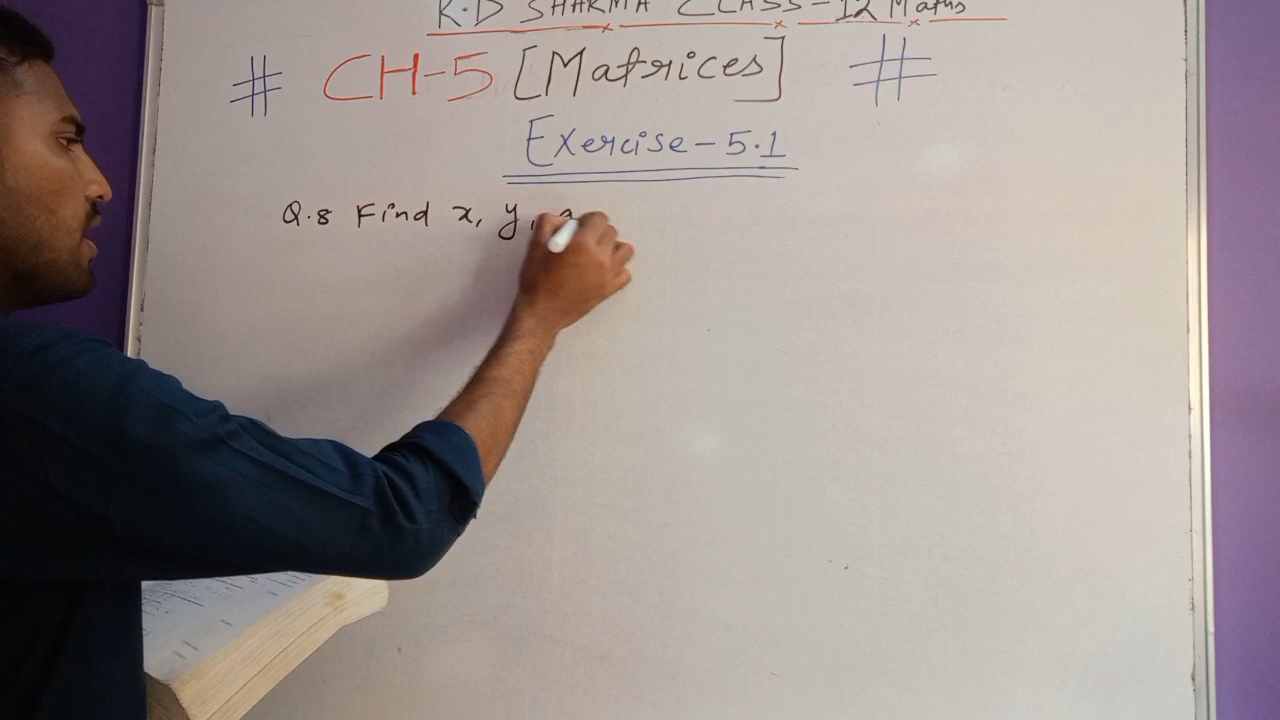 R.D SHARMA CLASS-12 Maths
# CH-5 [Matrices] #
Exercise-5.1
Q.8 Find x, y,